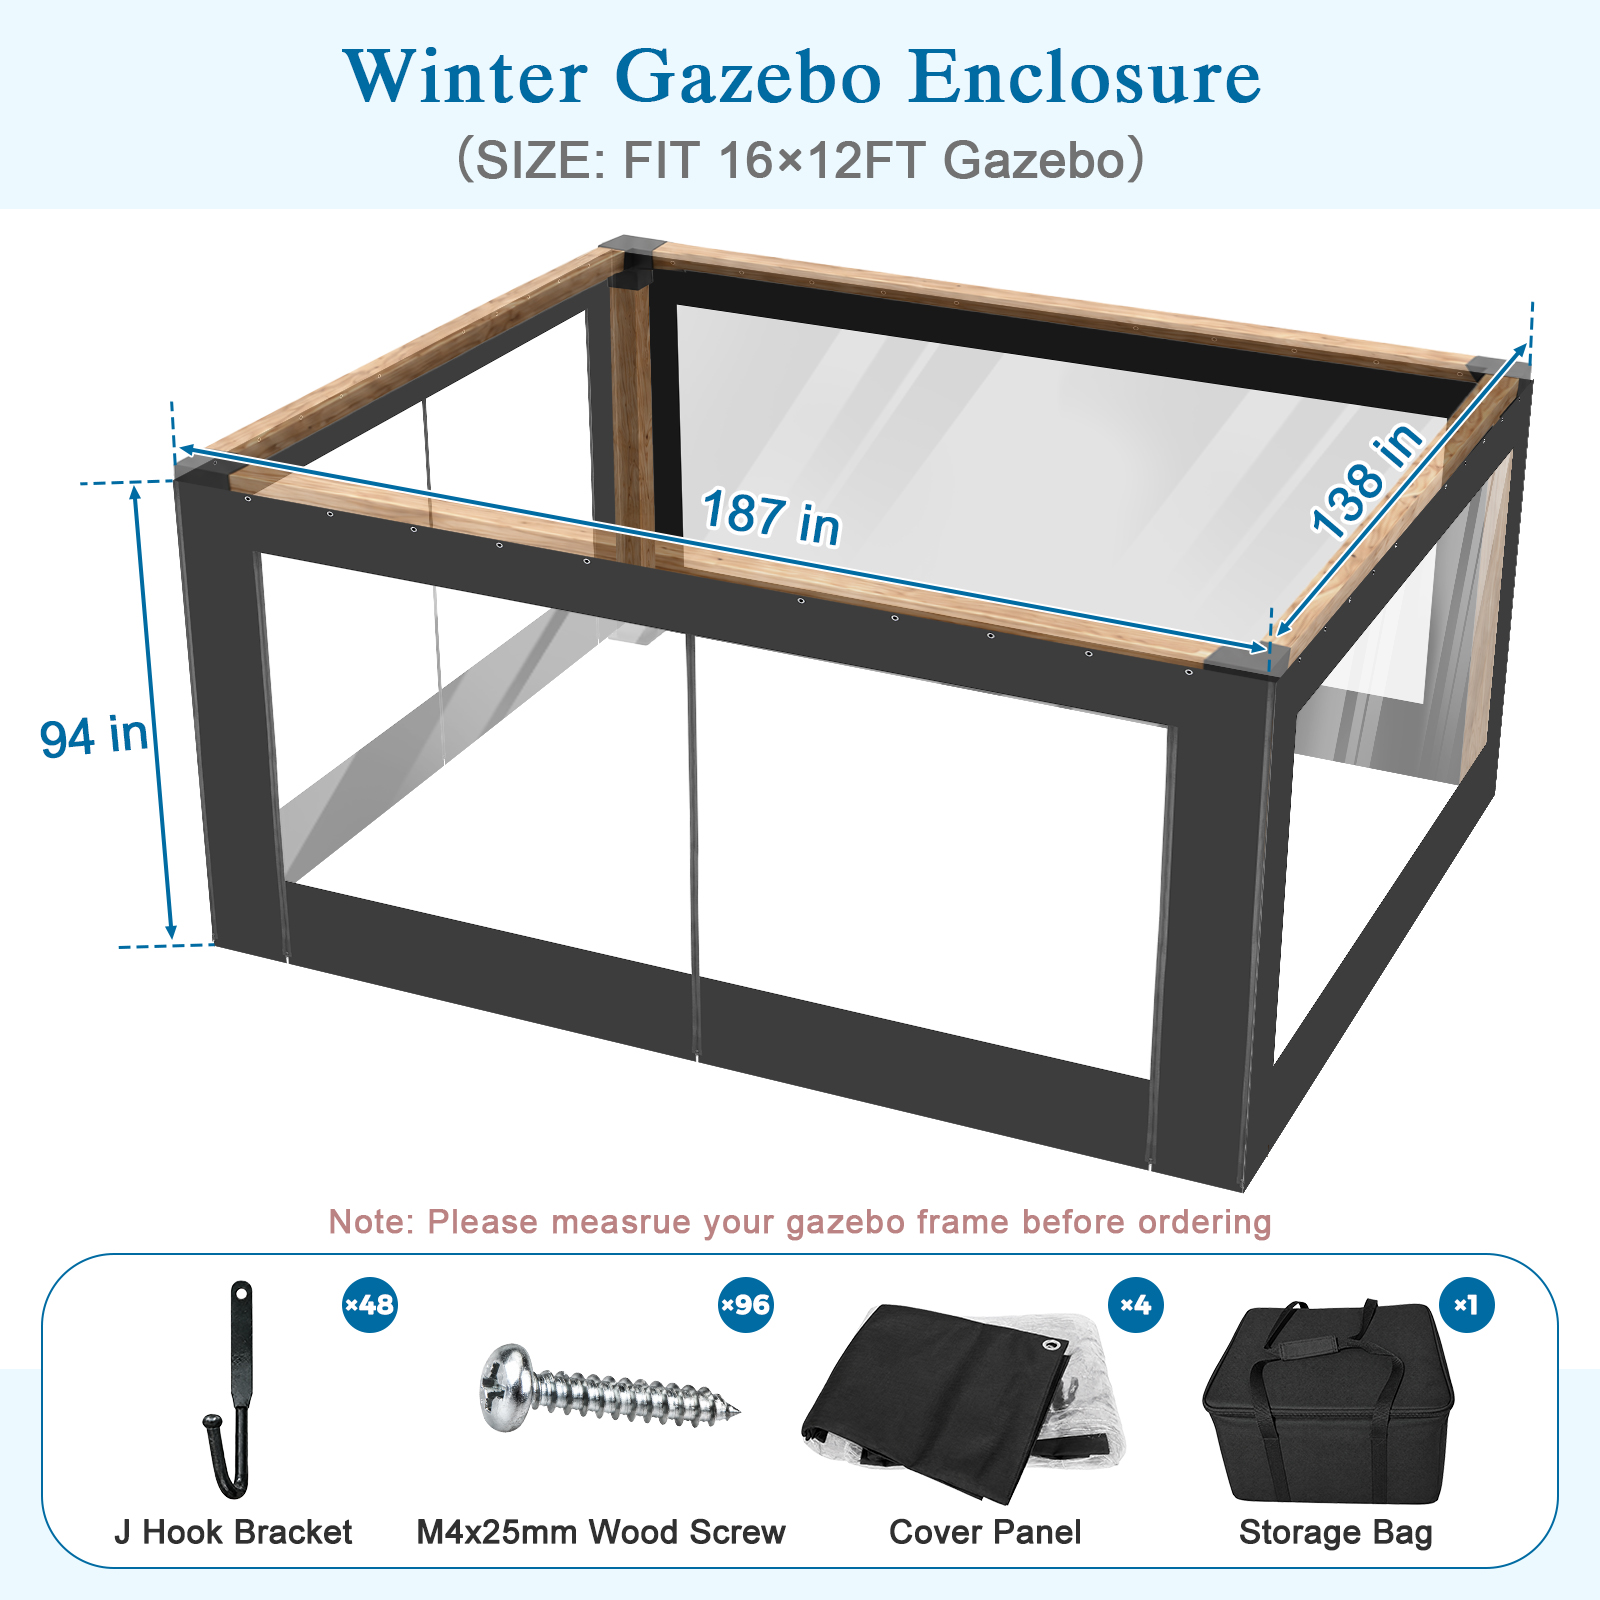 Winter Gazebo Enclosure
（SIZE: FIT 16×12FT Gazebo）
187 in
138 in
94 in
Note: Please measrue your gazebo frame before ordering
×48
×96
×4
×1
J Hook Bracket
M4x25mm Wood Screw
Cover Panel
Storage Bag